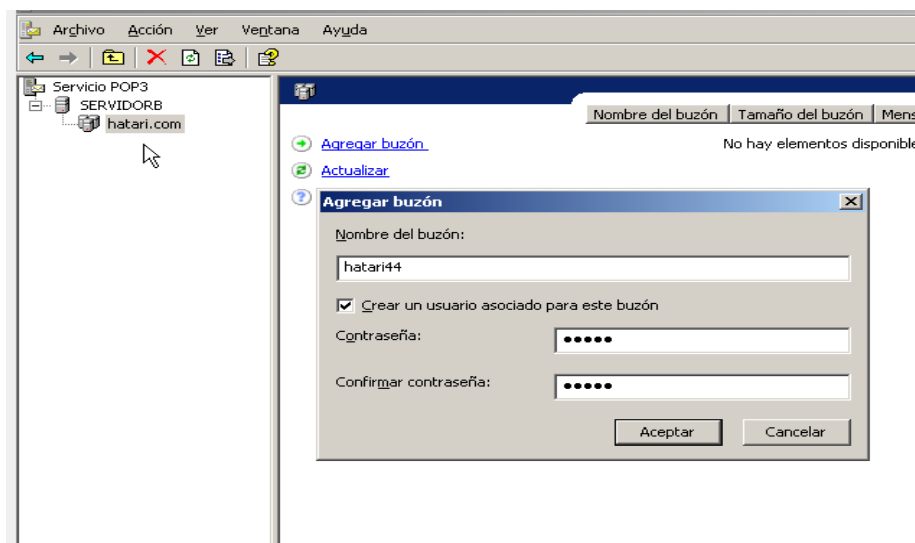 Archivo Acción Ver Ventana Ayuda
Servicio POP3
SERVIDORB
hatari.com
Nombre del buzón Tamaño del buzón Mens
Agregar buzón
No hay elementos disponible
Actualizar
Agregar buzón
Nombre del buzón:
hatari44
Crear un usuario asociado para este buzón
Contraseña: •••••
Confirmar contraseña: •••••
Aceptar Cancelar